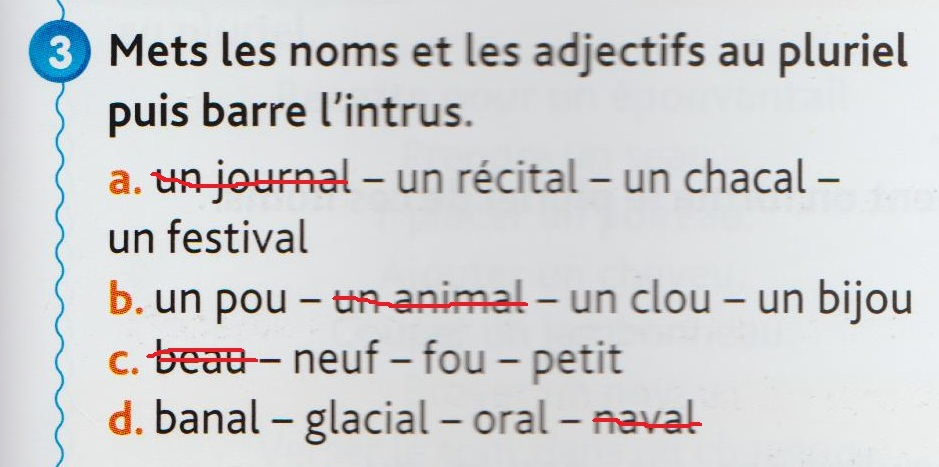 3 Mets les noms et les adjectifs au pluriel
puis barre l'intrus.
a. un journal – un récital – un chacal –
un festival
b. un pou – un animal – un clou – un bijou
c. beau – neuf – fou – petit
d. banal – glacial – oral – naval